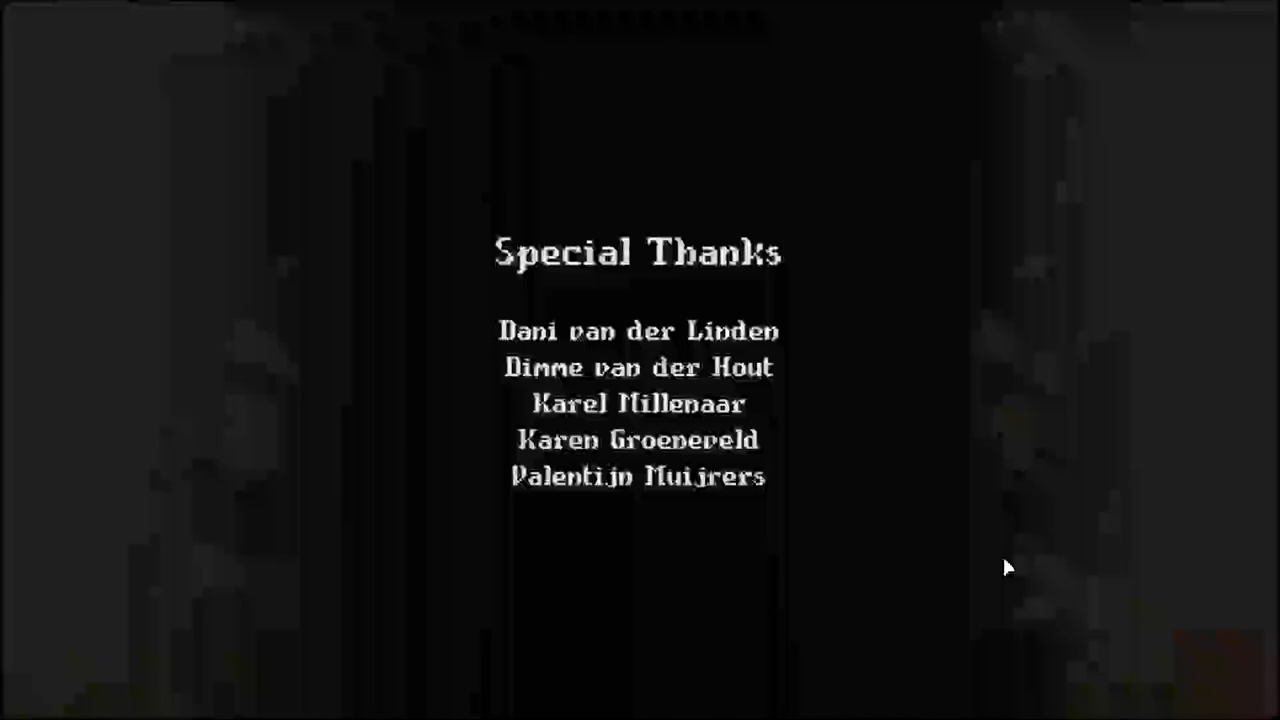 Special Thanks
Dani van der Linden
Dimme van der Hout
Karel Millenaar
Karen Groeneveld
Valentijn Muijrers